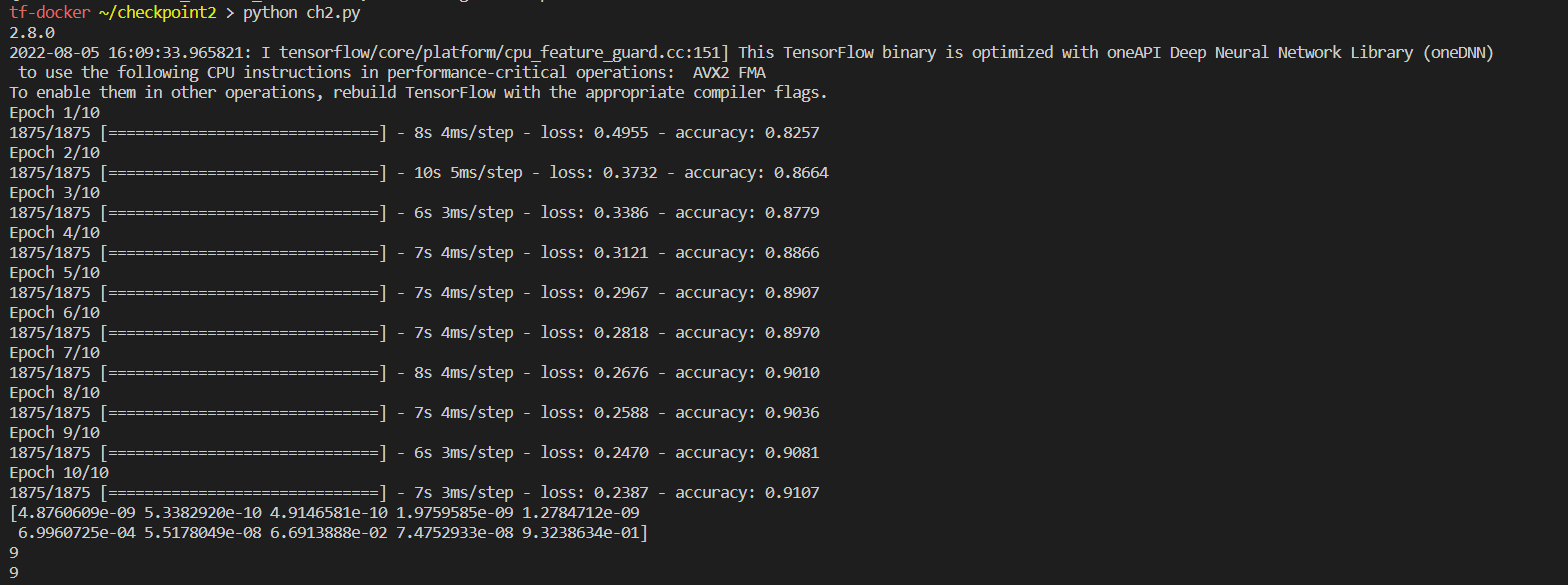 tf-docker ~/checkpoint2 > python ch2.py
2.8.0
2022-08-05 16:09:33.965821: I tensorflow/core/platform/cpu_feature_guard.cc:151] This TensorFlow binary is optimized with oneAPI Deep Neural Network Library (oneDNN)
 to use the following CPU instructions in performance-critical operations:  AVX2 FMA
To enable them in other operations, rebuild TensorFlow with the appropriate compiler flags.
Epoch 1/10
1875/1875 [==============================] - 8s 4ms/step - loss: 0.4955 - accuracy: 0.8257
Epoch 2/10
1875/1875 [==============================] - 10s 5ms/step - loss: 0.3732 - accuracy: 0.8664
Epoch 3/10
1875/1875 [==============================] - 6s 3ms/step - loss: 0.3386 - accuracy: 0.8779
Epoch 4/10
1875/1875 [==============================] - 7s 4ms/step - loss: 0.3121 - accuracy: 0.8866
Epoch 5/10
1875/1875 [==============================] - 7s 4ms/step - loss: 0.2967 - accuracy: 0.8907
Epoch 6/10
1875/1875 [==============================] - 7s 4ms/step - loss: 0.2818 - accuracy: 0.8970
Epoch 7/10
1875/1875 [==============================] - 8s 4ms/step - loss: 0.2676 - accuracy: 0.9010
Epoch 8/10
1875/1875 [==============================] - 7s 4ms/step - loss: 0.2588 - accuracy: 0.9036
Epoch 9/10
1875/1875 [==============================] - 6s 3ms/step - loss: 0.2470 - accuracy: 0.9081
Epoch 10/10
1875/1875 [==============================] - 7s 3ms/step - loss: 0.2387 - accuracy: 0.9107
[4.8760609e-09 5.3382920e-10 4.9146581e-10 1.9759585e-09 1.2784712e-09
 6.9960725e-04 5.5178049e-08 6.6913888e-02 7.4752933e-08 9.3238634e-01]
9
9